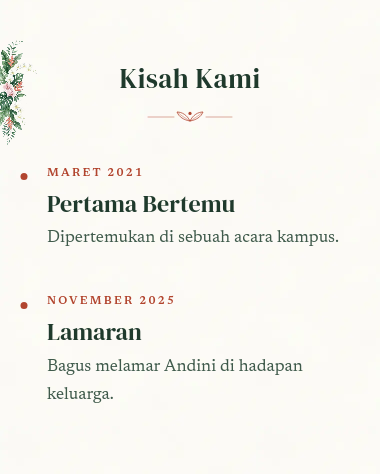 Kisah Kami
MARET 2021
Pertama Bertemu
Dipertemukan di sebuah acara kampus.
NOVEMBER 2025
Lamaran
Bagus melamar Andini di hadapan
keluarga.